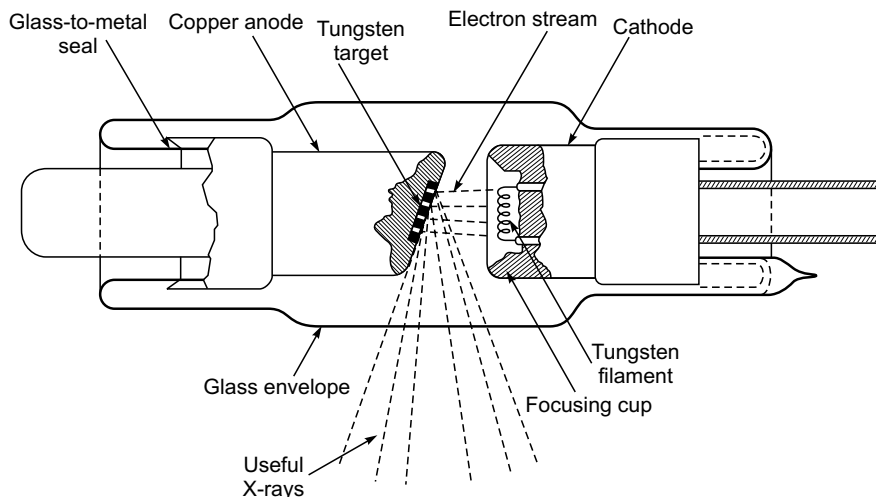 Glass-to-metal
seal
Copper anode
Tungsten
target
Electron stream
Cathode
Glass envelope
Tungsten
filament
Focusing cup
Useful
X-rays